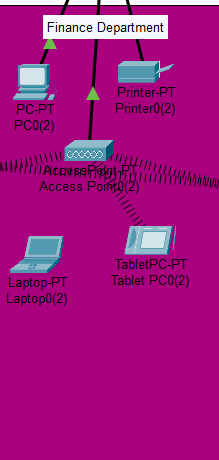 Finance Department
PC-PT
PC0(2)
Printer-PT
Printer0(2)
AccessPoint-PT
Access Point0(2)
Laptop-PT
Laptop0(2)
TabletPC-PT
Tablet PC0(2)